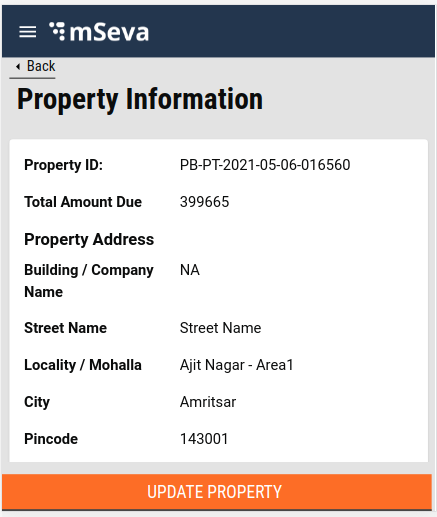 mSeva
Back
Property Information
Property ID: PB-PT-2021-05-06-016560
Total Amount Due 399665
Property Address
Building / Company NA
Name
Street Name Street Name
Locality / Mohalla Ajit Nagar - Area1
City Amritsar
Pincode 143001
UPDATE PROPERTY